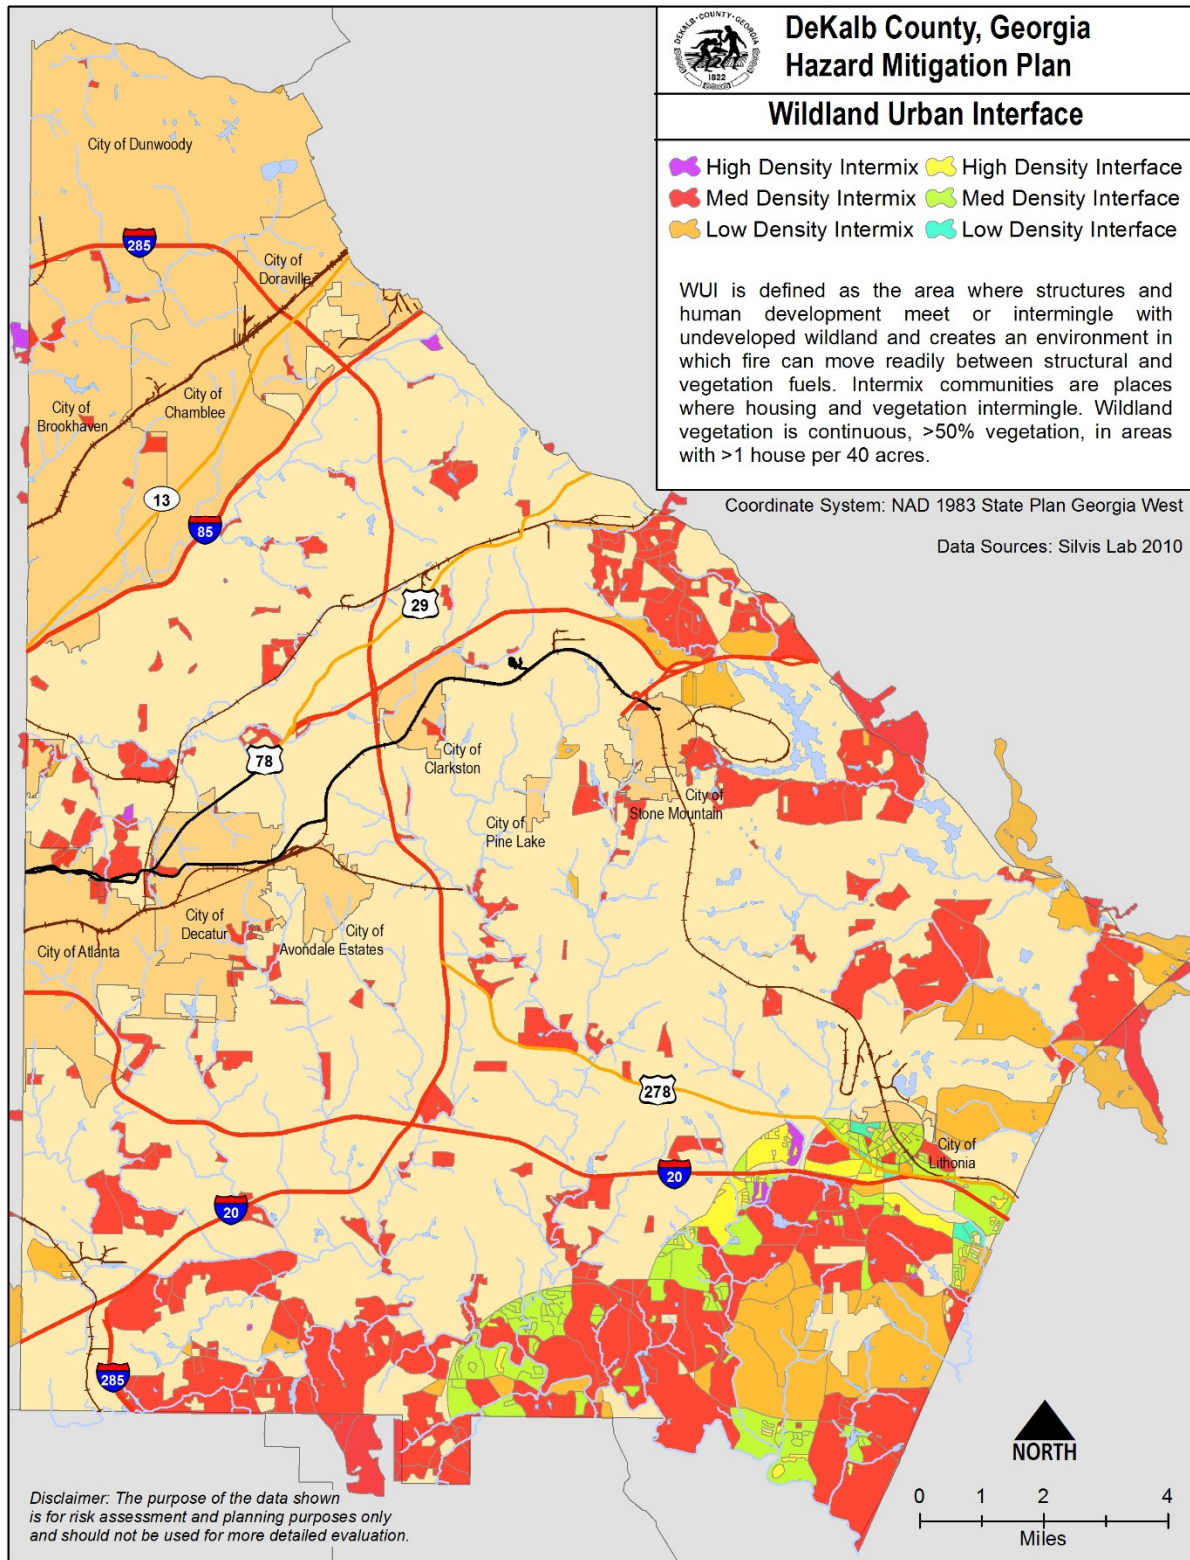 DEKALB·COUNTY·GEORGIA
1822
DeKalb County, Georgia
Hazard Mitigation Plan
Wildland Urban Interface
High Density Intermix
High Density Interface
Med Density Intermix
Med Density Interface
Low Density Intermix
Low Density Interface
WUI is defined as the area where structures and
human development meet or intermingle with
undeveloped wildland and creates an environment in
which fire can move readily between structural and
vegetation fuels. Intermix communities are places
where housing and vegetation intermingle. Wildland
vegetation is continuous, >50% vegetation, in areas
with >1 house per 40 acres.
Coordinate System: NAD 1983 State Plan Georgia West
Data Sources: Silvis Lab 2010
City of Dunwoody
285
City of
Doraville
City of
Brookhaven
City of
Chamblee
13
85
29
78
City of
Clarkston
City of
Pine Lake
City of
Stone Mountain
City of
Decatur
City of
Avondale Estates
City of Atlanta
278
City of
Lithonia
20
20
285
NORTH
0 1 2 4
Miles
Disclaimer: The purpose of the data shown
is for risk assessment and planning purposes only
and should not be used for more detailed evaluation.